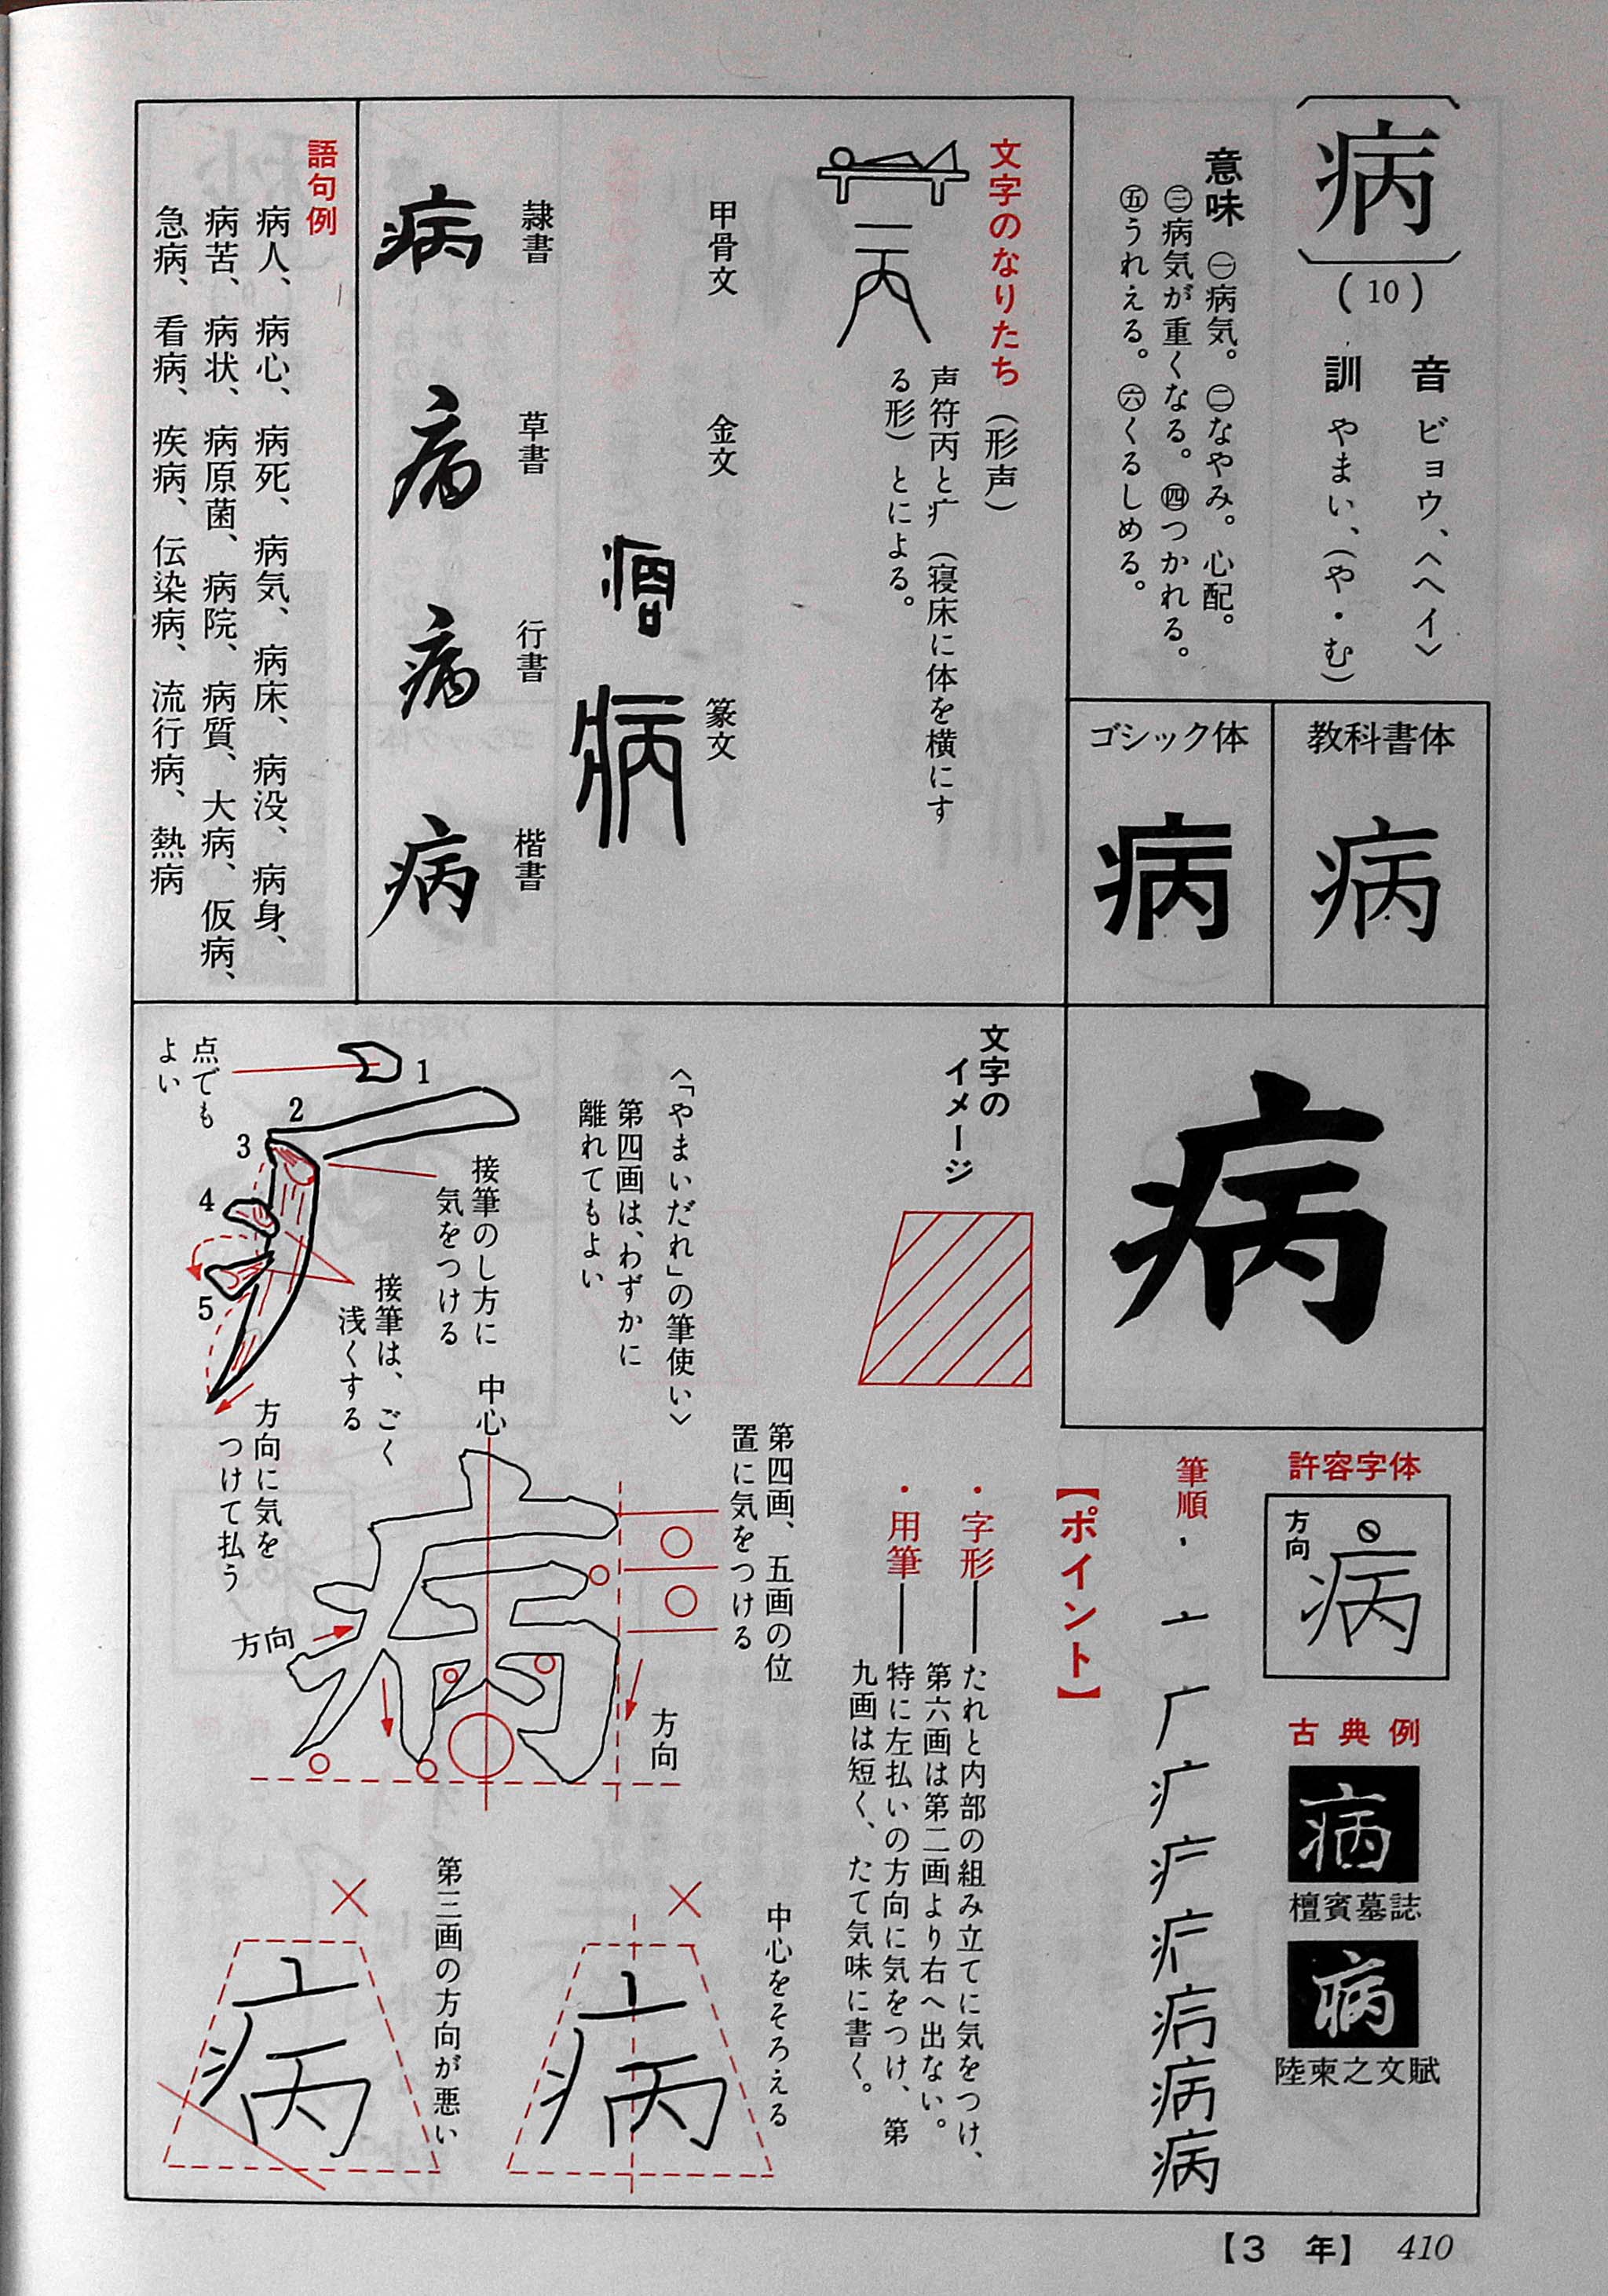 病
(10)
音 ビョウ、〈ヘイ〉
訓 やまい、(や・む)
意味 ㊀病気。㊁なやみ。心配。
㊂病気が重くなる。㊃つかれる。
㊄うれえる。㊅くるしめる。
教科書体
病
ゴシック体
病
文字のなりたち(形声)
声符丙と疒(寝床に体を横にす
る形)とによる。
甲骨文
金文
篆文
病
隷書
病
草書
病
行書
病
楷書
病
語句例
病人、病心、病死、病気、病床、病没、病身、
病苦、病状、病原菌、病院、病質、大病、仮病、
急病、看病、疾病、伝染病、流行病、熱病
病
許容字体
方向
病
古典例
病
檀賓墓誌
病
陸柬之文賦
筆順
病
【ポイント】
・字形――たれと内部の組み立てに気をつけ、
第六画は第二画より右へ出ない。
・用筆――特に左払いの方向に気をつけ、第
九画は短く、たて気味に書く。
文字の
イメージ
〈「やまいだれ」の筆使い〉
第四画は、わずかに
離れてもよい
接筆のし方に
気をつける
接筆は、ごく
浅くする
方向に気を
つけて払う
点でも
よい
1
2
3
4
5
第四画、五画の位
置に気をつける
中心
方向
方向
病
中心をそろえる
病
第三画の方向が悪い
病
【3 年】 410